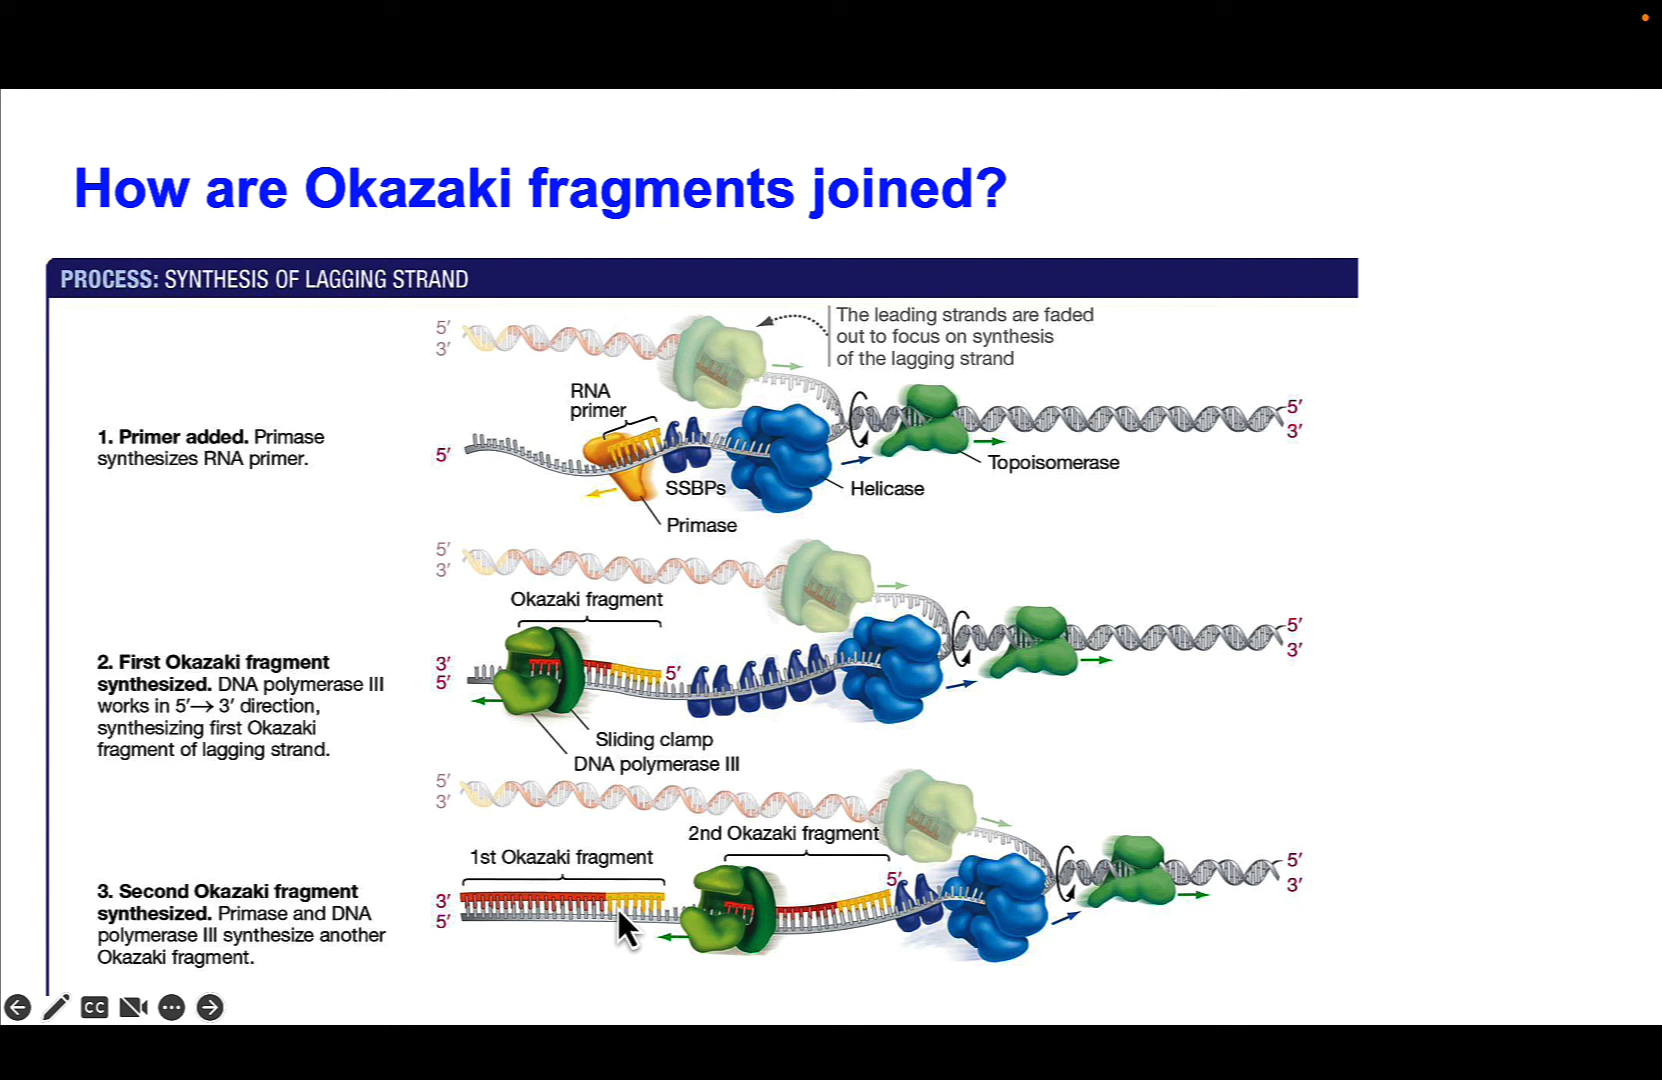 How are Okazaki fragments joined?
PROCESS: SYNTHESIS OF LAGGING STRAND
The leading strands are faded
out to focus on synthesis
of the lagging strand
5′
3′
RNA
primer
5′
3′
1. Primer added. Primase
synthesizes RNA primer.
5′
Topoisomerase
SSBPs
Helicase
Primase
5′
3′
Okazaki fragment
5′
3′
2. First Okazaki fragment
synthesized. DNA polymerase III
works in 5′→ 3′ direction,
synthesizing first Okazaki
fragment of lagging strand.
3′
5′
5′
Sliding clamp
DNA polymerase III
5′
3′
2nd Okazaki fragment
1st Okazaki fragment
5′
3′
5′
3. Second Okazaki fragment
synthesized. Primase and DNA
polymerase III synthesize another
Okazaki fragment.
3′
5′
CC